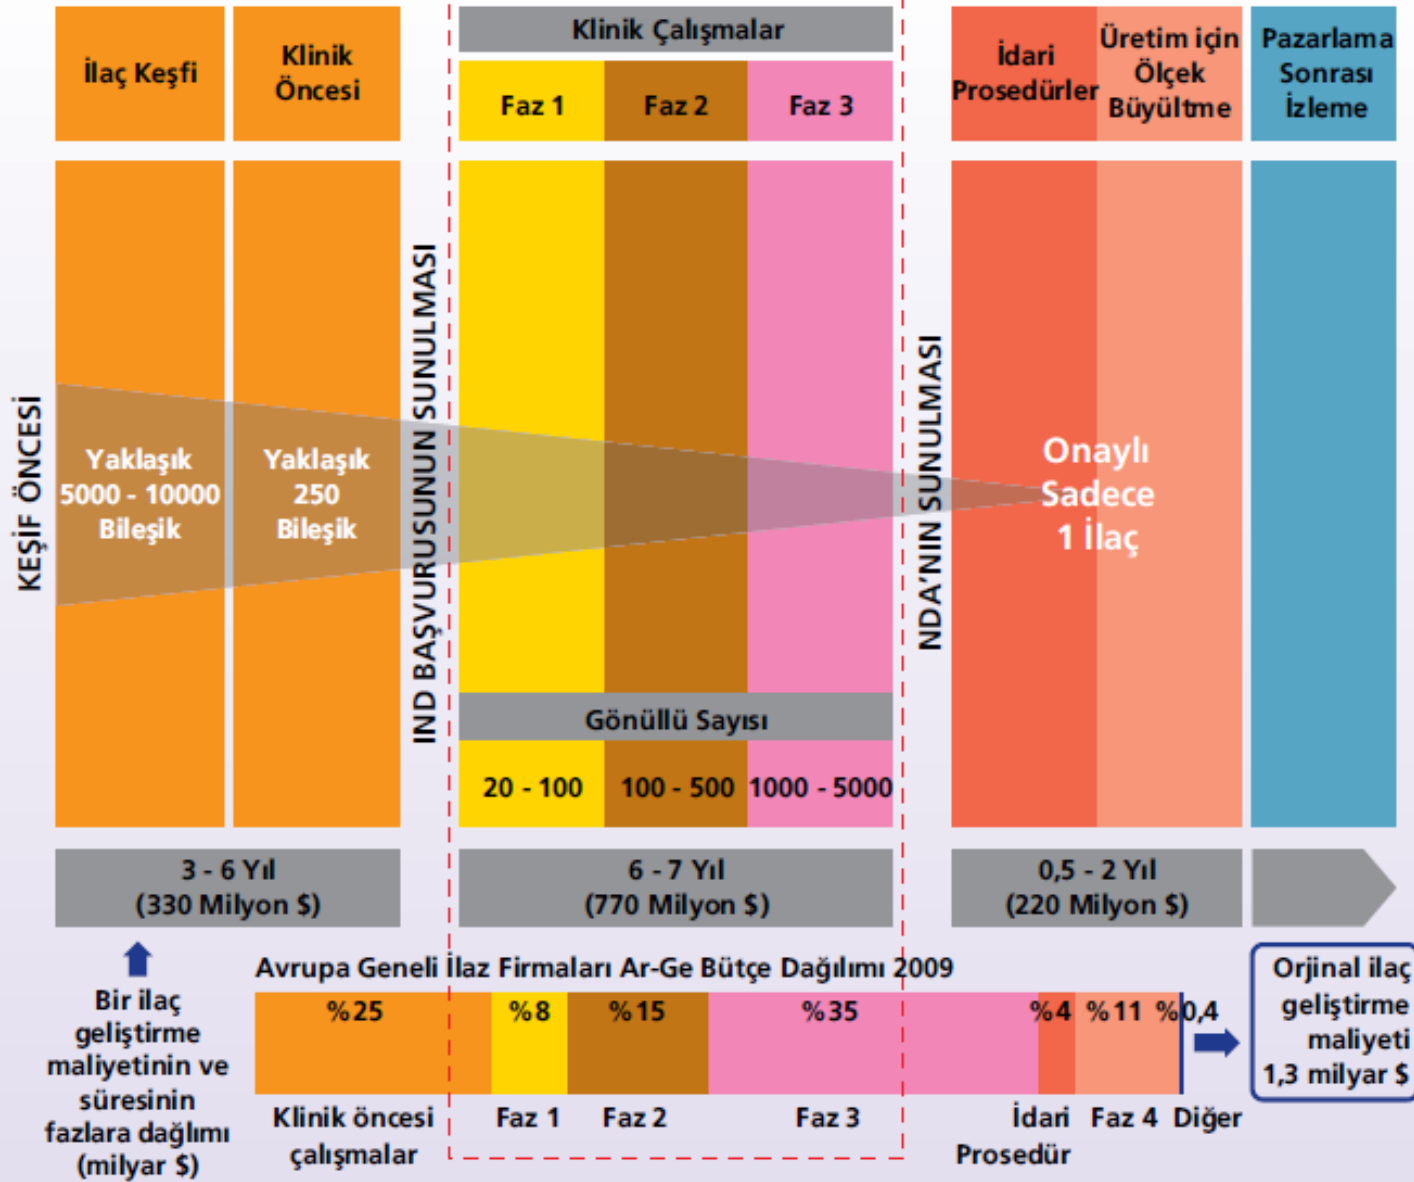 İlaç Keşfi
Klinik
Öncesi
Klinik Çalışmalar
Faz 1
Faz 2
Faz 3
İdari
Prosedürler
Üretim için
Ölçek
Büyültme
Pazarlama
Sonrası
İzleme
KEŞİF ÖNCESİ
Yaklaşık
5000 - 10000
Bileşik
Yaklaşık
250
Bileşik
IND BAŞVURUSUNUN SUNULMASI
NDA'NIN SUNULMASI
Onaylı
Sadece
1 İlaç
Gönüllü Sayısı
20 - 100
100 - 500
1000 - 5000
3 - 6 Yıl
(330 Milyon $)
6 - 7 Yıl
(770 Milyon $)
0,5 - 2 Yıl
(220 Milyon $)
Bir ilaç
geliştirme
maliyetinin ve
süresinin
fazlara dağlımı
(milyar $)
Avrupa Geneli İlaz Firmaları Ar-Ge Bütçe Dağılımı 2009
%25
%8
%15
%35
%4
%11
%0,4
Klinik öncesi
çalışmalar
Faz 1
Faz 2
Faz 3
İdari
Prosedür
Faz 4
Diğer
Orjinal ilaç
geliştirme
maliyeti
1,3 milyar $